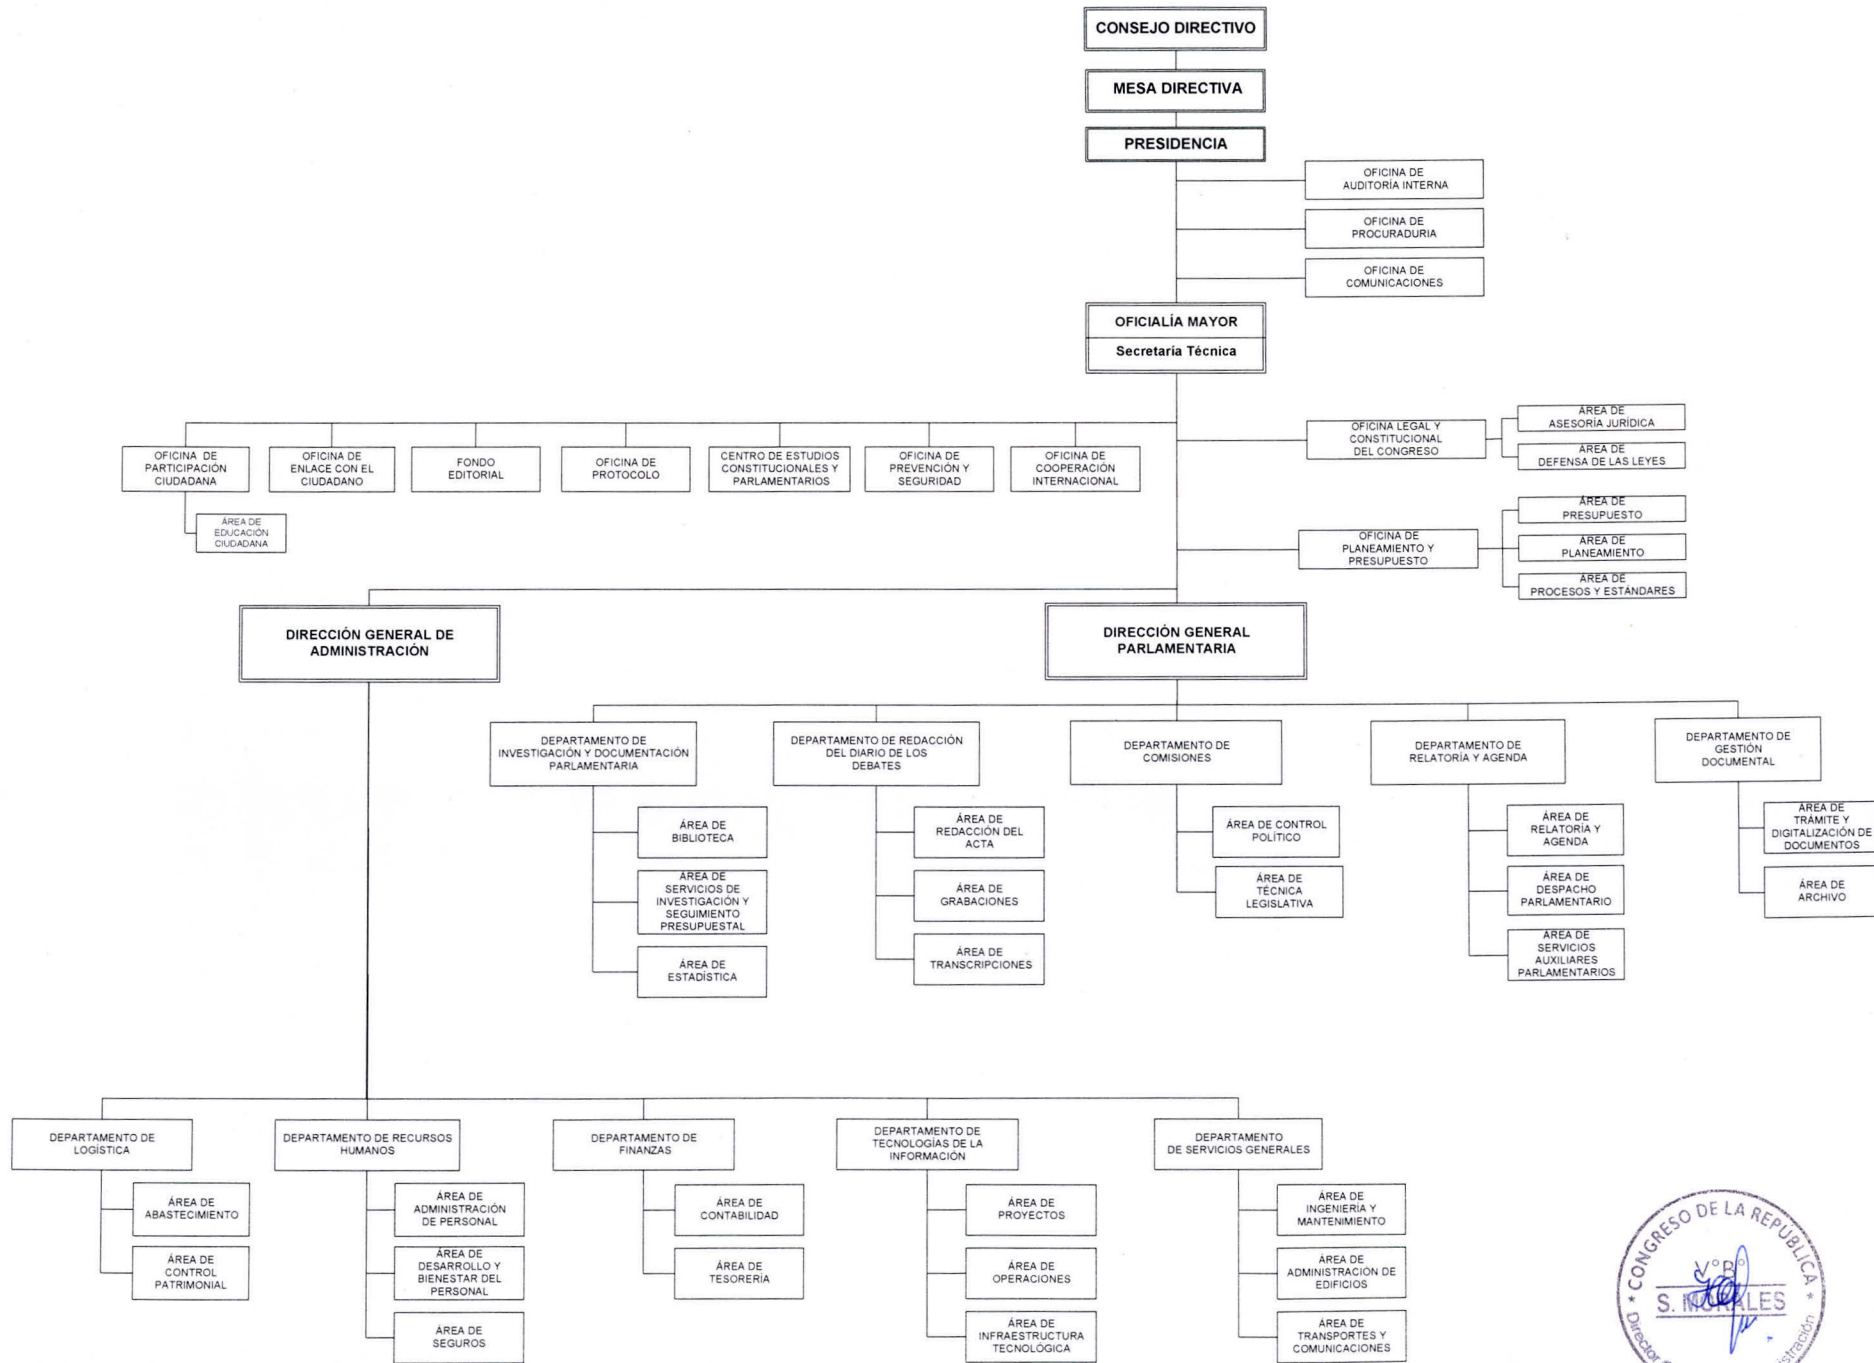 CONSEJO DIRECTIVO
MESA DIRECTIVA
PRESIDENCIA
OFICINA DE
AUDITORÍA INTERNA
OFICINA DE
PROCURADURIA
OFICINA DE
COMUNICACIONES
OFICIALÍA MAYOR
Secretaría Técnica
OFICINA DE
PARTICIPACIÓN
CIUDADANA
OFICINA DE
ENLACE CON EL
CIUDADANO
FONDO
EDITORIAL
OFICINA DE
PROTOCOLO
CENTRO DE ESTUDIOS
CONSTITUCIONALES Y
PARLAMENTARIOS
OFICINA DE
PREVENCIÓN Y
SEGURIDAD
OFICINA DE
COOPERACIÓN
INTERNACIONAL
OFICINA LEGAL Y
CONSTITUCIONAL
DEL CONGRESO
ÁREA DE
ASESORÍA JURÍDICA
ÁREA DE
DEFENSA DE LAS LEYES
ÁREA DE
EDUCACIÓN
CIUDADANA
OFICINA DE
PLANEAMIENTO Y
PRESUPUESTO
ÁREA DE
PRESUPUESTO
ÁREA DE
PLANEAMIENTO
ÁREA DE
PROCESOS Y ESTÁNDARES
DIRECCIÓN GENERAL DE
ADMINISTRACIÓN
DIRECCIÓN GENERAL
PARLAMENTARIA
DEPARTAMENTO DE
INVESTIGACIÓN Y DOCUMENTACIÓN
PARLAMENTARIA
ÁREA DE
BIBLIOTECA
ÁREA DE
SERVICIOS DE
INVESTIGACIÓN Y
SEGUIMIENTO
PRESUPUESTAL
ÁREA DE
ESTADÍSTICA
DEPARTAMENTO DE REDACCIÓN
DEL DIARIO DE LOS
DEBATES
ÁREA DE
REDACCIÓN DEL
ACTA
ÁREA DE
GRABACIONES
ÁREA DE
TRANSCRIPCIONES
DEPARTAMENTO DE
COMISIONES
ÁREA DE CONTROL
POLÍTICO
ÁREA DE
TÉCNICA
LEGISLATIVA
DEPARTAMENTO DE
RELATORÍA Y AGENDA
ÁREA DE
RELATORÍA Y
AGENDA
ÁREA DE
DESPACHO
PARLAMENTARIO
ÁREA DE
SERVICIOS
AUXILIARES
PARLAMENTARIOS
DEPARTAMENTO DE
GESTIÓN
DOCUMENTAL
ÁREA DE
TRÁMITE Y
DIGITALIZACIÓN DE
DOCUMENTOS
ÁREA DE
ARCHIVO
DEPARTAMENTO DE
LOGÍSTICA
ÁREA DE
ABASTECIMIENTO
ÁREA DE
CONTROL
PATRIMONIAL
DEPARTAMENTO DE RECURSOS
HUMANOS
ÁREA DE
ADMINISTRACIÓN
DE PERSONAL
ÁREA DE
DESARROLLO Y
BIENESTAR DEL
PERSONAL
ÁREA DE
SEGUROS
DEPARTAMENTO DE
FINANZAS
ÁREA DE
CONTABILIDAD
ÁREA DE
TESORERÍA
DEPARTAMENTO DE
TECNOLOGÍAS DE LA
INFORMACIÓN
ÁREA DE
PROYECTOS
ÁREA DE
OPERACIONES
ÁREA DE
INFRAESTRUCTURA
TECNOLÓGICA
DEPARTAMENTO
DE SERVICIOS GENERALES
ÁREA DE
INGENIERÍA Y
MANTENIMIENTO
ÁREA DE
ADMINISTRACIÓN DE
EDIFICIOS
ÁREA DE
TRANSPORTES Y
COMUNICACIONES
* CONGRESO DE LA REPÚBLICA *
V°B°
S. MORALES
Director